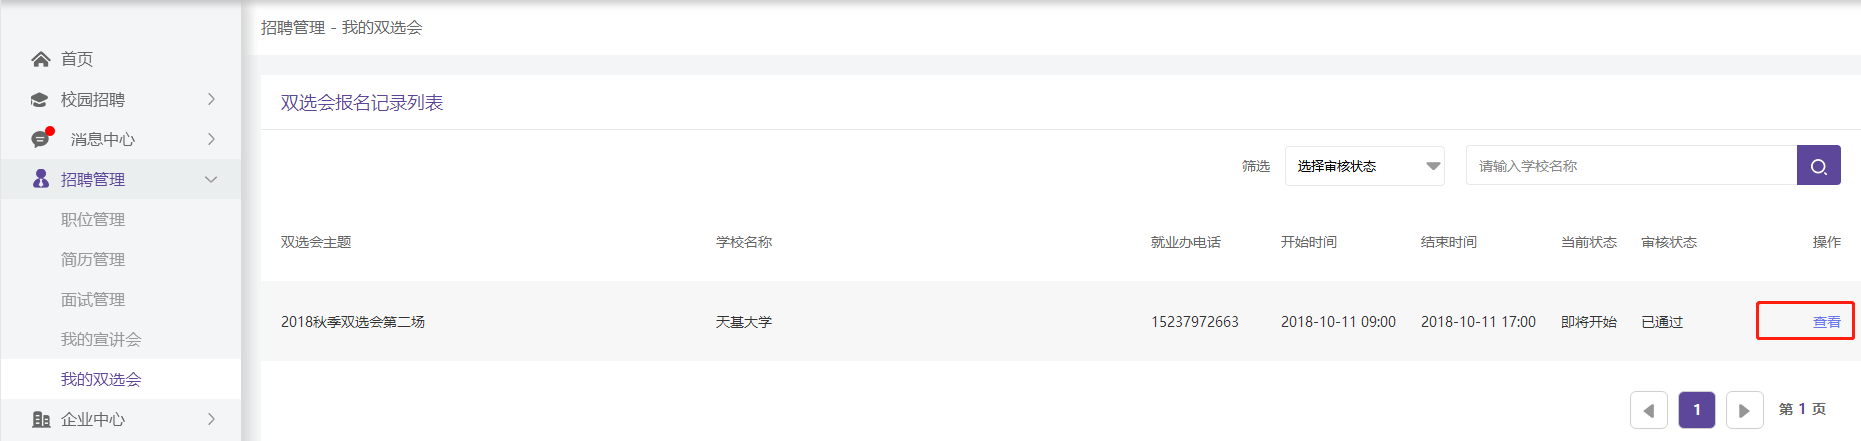 首页
校园招聘
消息中心
招聘管理
职位管理
简历管理
面试管理
我的宣讲会
我的双选会
企业中心
招聘管理 - 我的双选会
双选会报名记录列表
筛选 选择审核状态 请输入学校名称
双选会主题 学校名称 就业办电话 开始时间 结束时间 当前状态 审核状态 操作
2018秋季双选会第二场 天基大学 15237972663 2018-10-11 09:00 2018-10-11 17:00 即将开始 已通过 查看
1 第 1 页